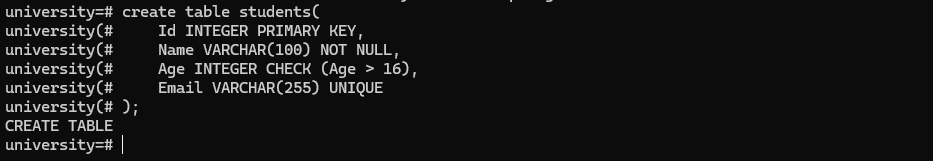 university=# create table students(
university(#     Id INTEGER PRIMARY KEY,
university(#     Name VARCHAR(100) NOT NULL,
university(#     Age INTEGER CHECK (Age > 16),
university(#     Email VARCHAR(255) UNIQUE
university(# );
CREATE TABLE
university=#